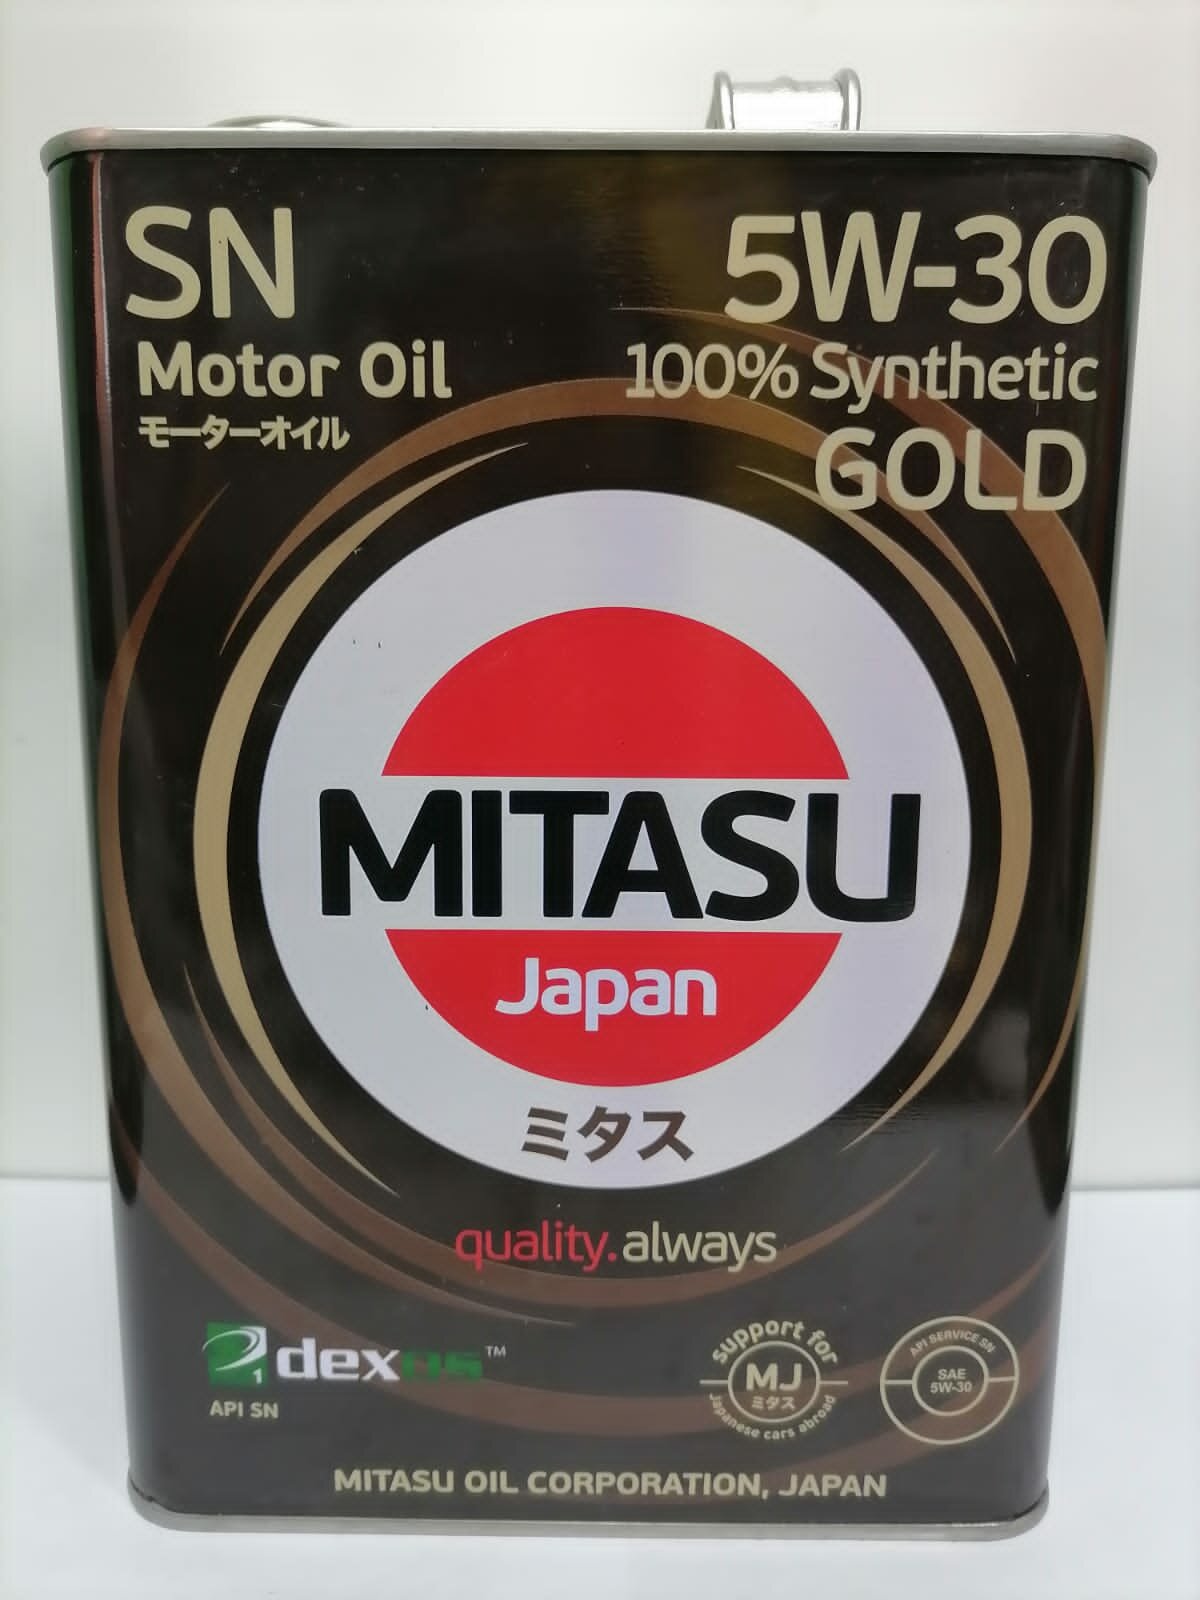 SN
Motor Oil
モーターオイル
5W-30
100% Synthetic
GOLD
MITASU
Japan
ミタス
quality.always
1 dexos™
API SN
support for
MJ
ミタス
Japanese cars abroad
API SERVICE SN
SAE
5W-30
MITASU OIL CORPORATION, JAPAN